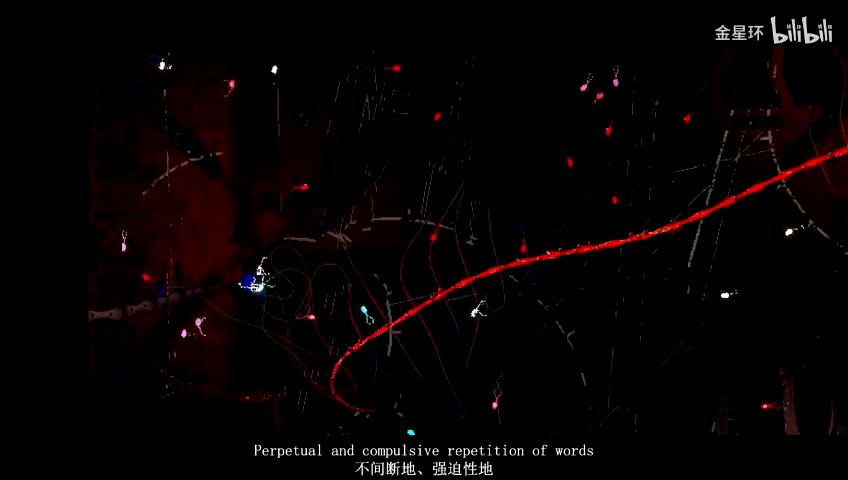 金星环 bilibili
Perpetual and compulsive repetition of words
不间断地、强迫性地